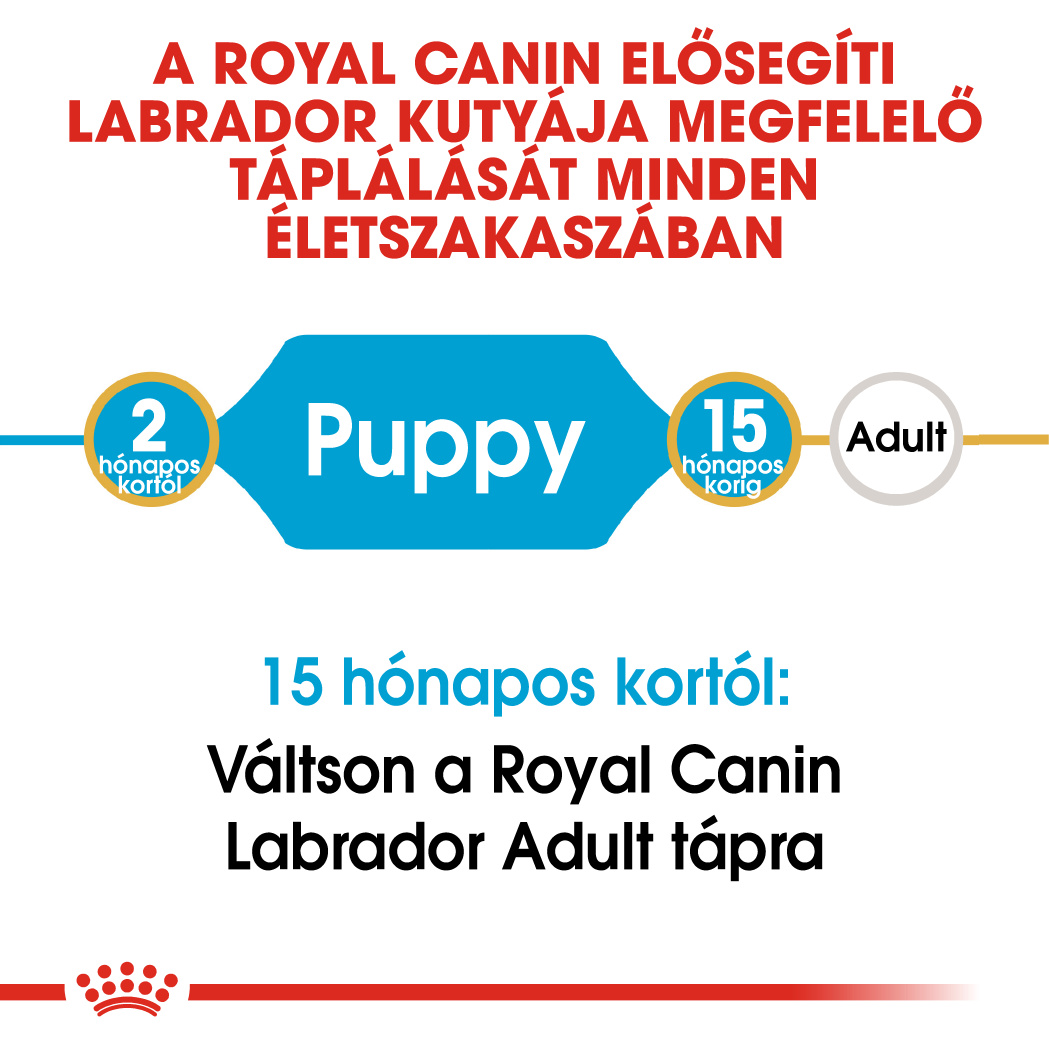 A ROYAL CANIN ELŐSEGÍTI
LABRADOR KUTYÁJA MEGFELELŐ
TÁPLÁLÁSÁT MINDEN
ÉLETSZAKASZÁBAN
2
hónapos
kortól
Puppy
15
hónapos
korig
Adult
15 hónapos kortól:
Váltson a Royal Canin
Labrador Adult tápra